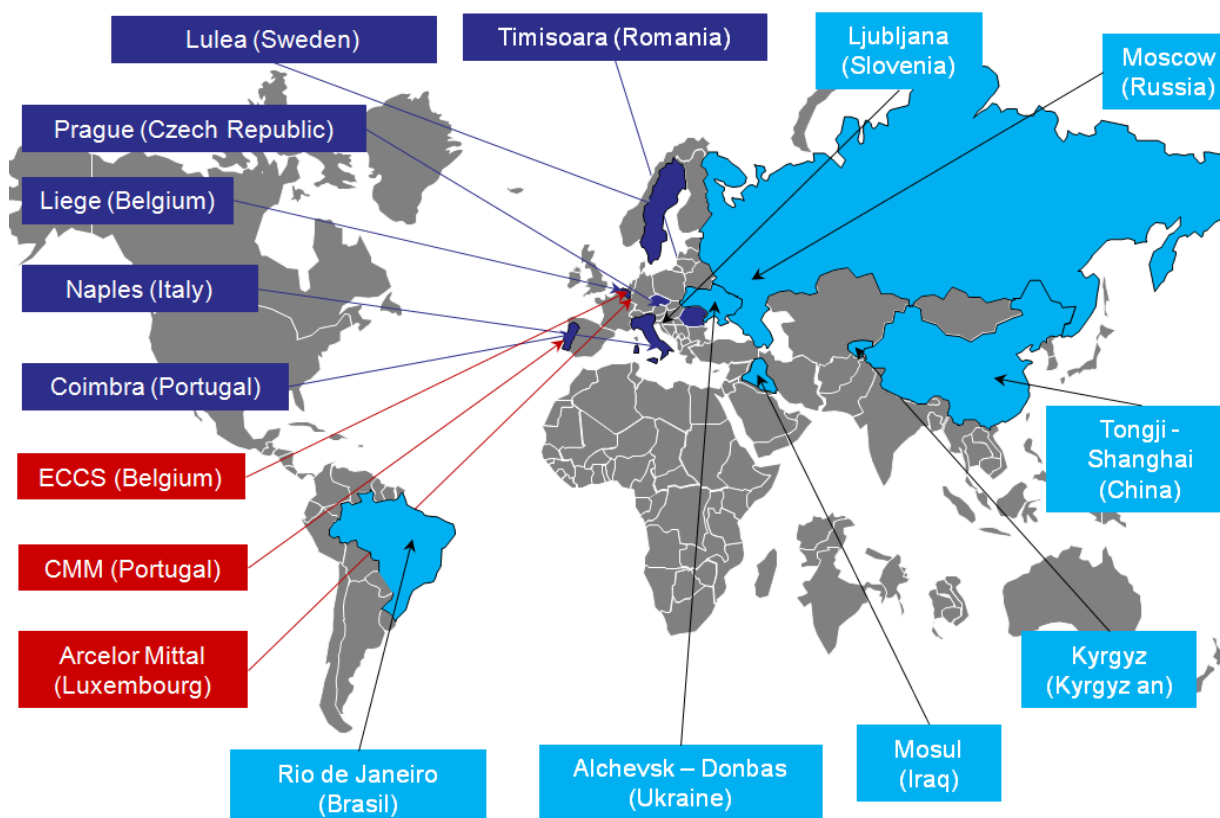 Lulea (Sweden)
Timisoara (Romania)
Ljubljana
(Slovenia)
Moscow
(Russia)
Prague (Czech Republic)
Liege (Belgium)
Naples (Italy)
Coimbra (Portugal)
ECCS (Belgium)
CMM (Portugal)
Arcelor Mittal
(Luxembourg)
Tongji -
Shanghai
(China)
Kyrgyz
(Kyrgyz an)
Mosul
(Iraq)
Alchevsk – Donbas
(Ukraine)
Rio de Janeiro
(Brasil)